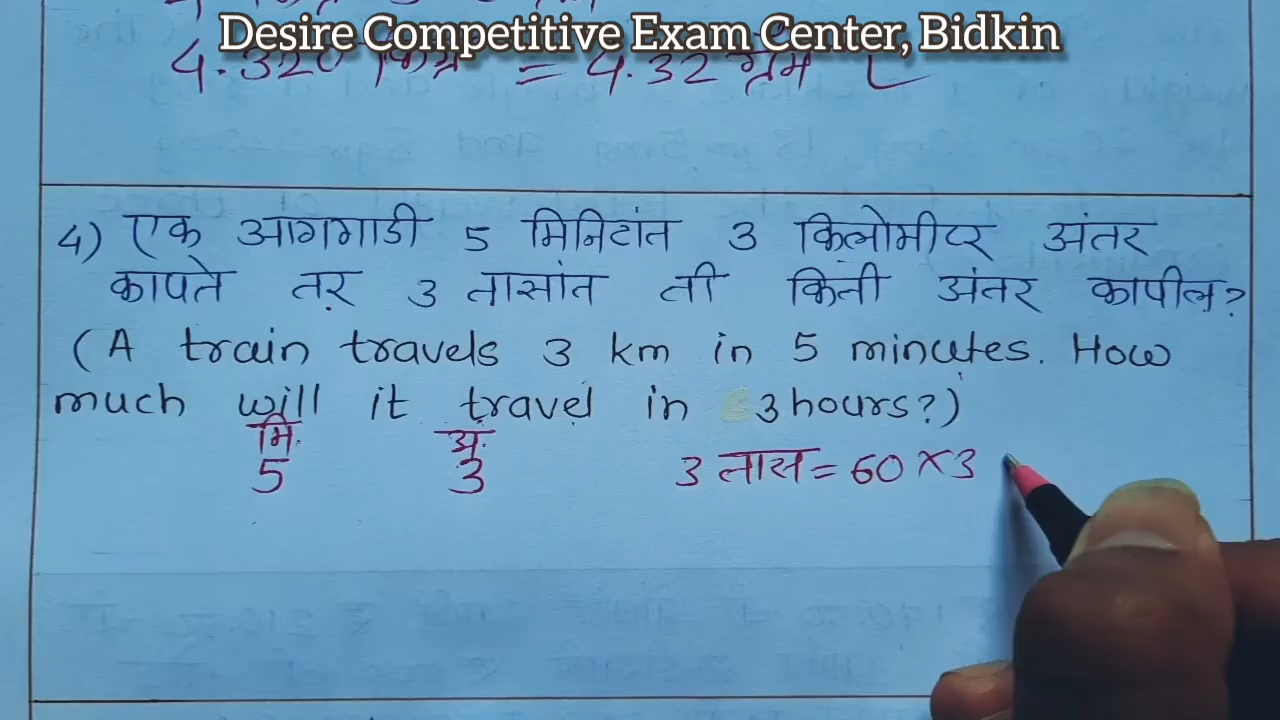 Desire Competitive Exam Center, Bidkin
4.320 किग्र = 4.32 ग्रॅम
4) एक आगगाडी 5 मिनिटांत 3 किलोमीटर अंतर
कापते तर 3 तासांत ती किती अंतर कापील?
(A train travels 3 km in 5 minutes. How
much will it travel in 3 hours?)
मि. अं.
5 3 3 तास = 60 × 3